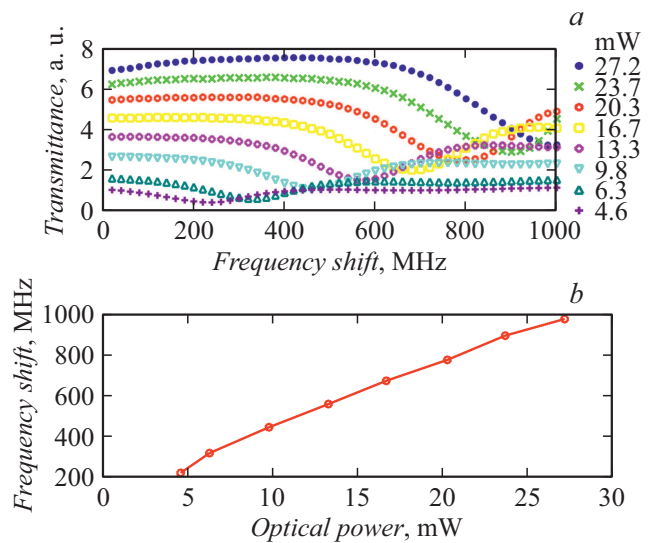 a
mW
27.2
23.7
20.3
16.7
13.3
9.8
6.3
4.6
Transmittance, a. u.
8
6
4
2
0
0 200 400 600 800 1000
Frequency shift, MHz
b
Frequency shift, MHz
1000
800
600
400
200
0 5 10 15 20 25 30
Optical power, mW